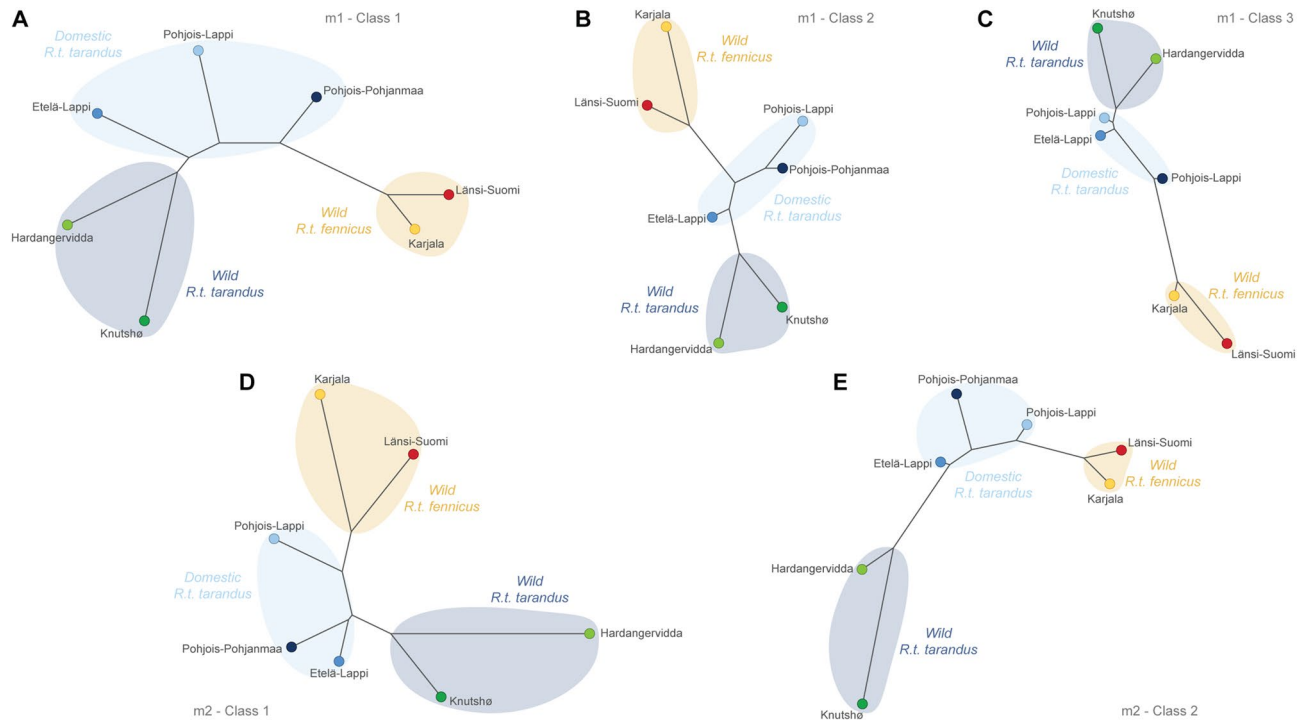 A
m1 - Class 1
Domestic
R.t. tarandus
Pohjois-Lappi
Etelä-Lappi
Pohjois-Pohjanmaa
Länsi-Suomi
Wild
R.t. fennicus
Karjala
Hardangervidda
Wild
R.t. tarandus
Knutshø
B
m1 - Class 2
Karjala
Wild
R.t. fennicus
Länsi-Suomi
Pohjois-Lappi
Pohjois-Pohjanmaa
Domestic
R.t. tarandus
Etelä-Lappi
Wild
R.t. tarandus
Knutshø
Hardangervidda
C
m1 - Class 3
Knutshø
Hardangervidda
Wild
R.t. tarandus
Pohjois-Lappi
Etelä-Lappi
Domestic
R.t. tarandus
Pohjois-Lappi
Wild
R.t. fennicus
Karjala
Länsi-Suomi
D
Karjala
Länsi-Suomi
Wild
R.t. fennicus
Pohjois-Lappi
Domestic
R.t. tarandus
Wild
R.t. tarandus
Hardangervidda
Pohjois-Pohjanmaa
Etelä-Lappi
Knutshø
m2 - Class 1
E
Pohjois-Pohjanmaa
Pohjois-Lappi
Länsi-Suomi
Etelä-Lappi
Domestic
R.t. tarandus
Wild
R.t. fennicus
Karjala
Hardangervidda
Wild
R.t. tarandus
Knutshø
m2 - Class 2